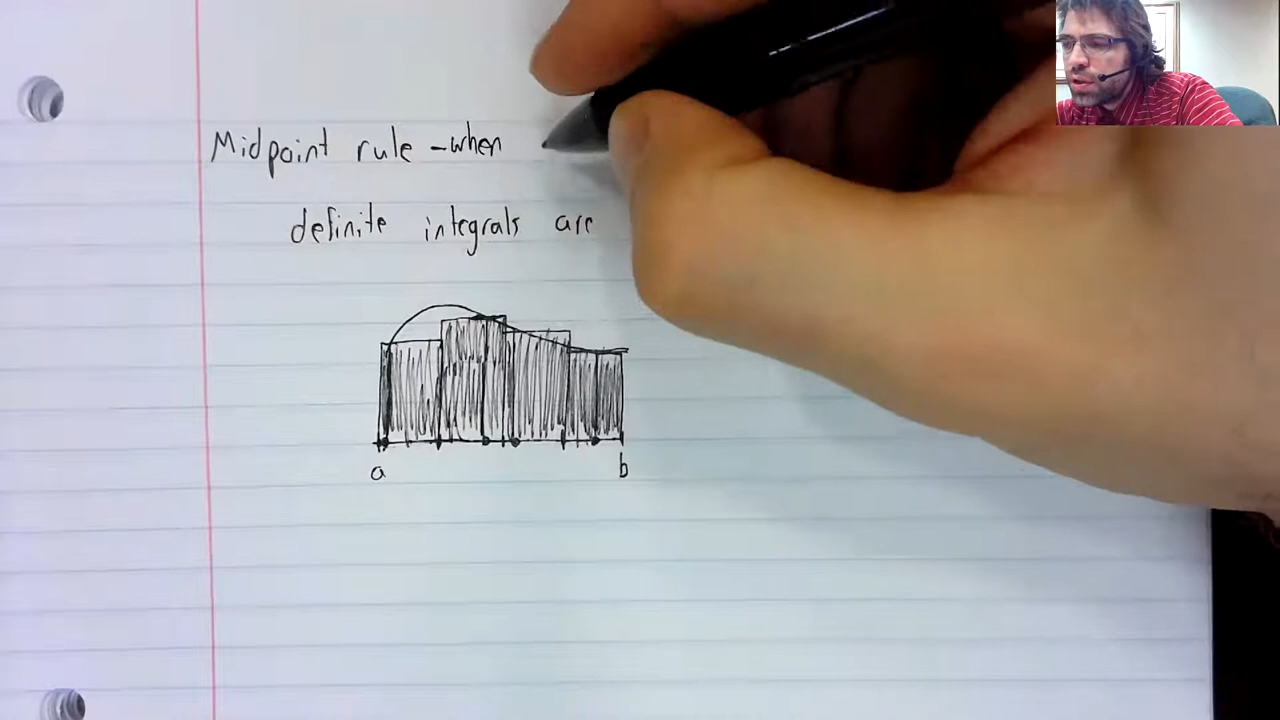 Midpoint rule - when
definite integrals are
a b